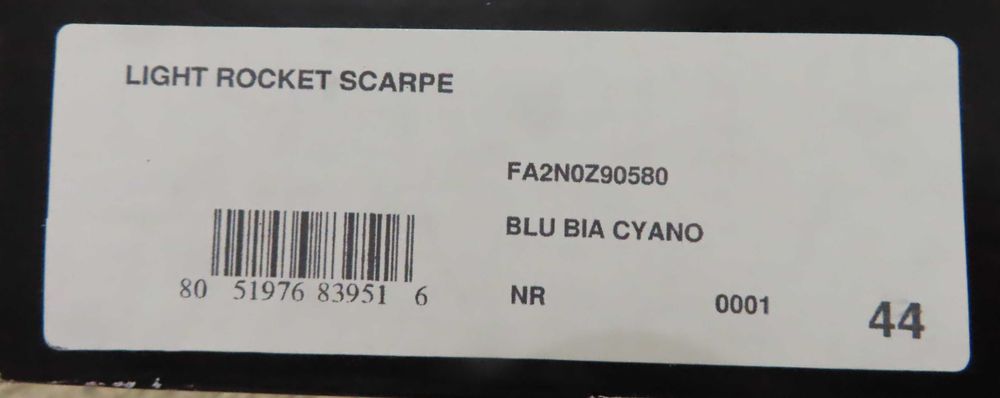 LIGHT ROCKET SCARPE
FA2N0Z90580
BLU BIA CYANO
80 51976 83951 6
NR 0001 44